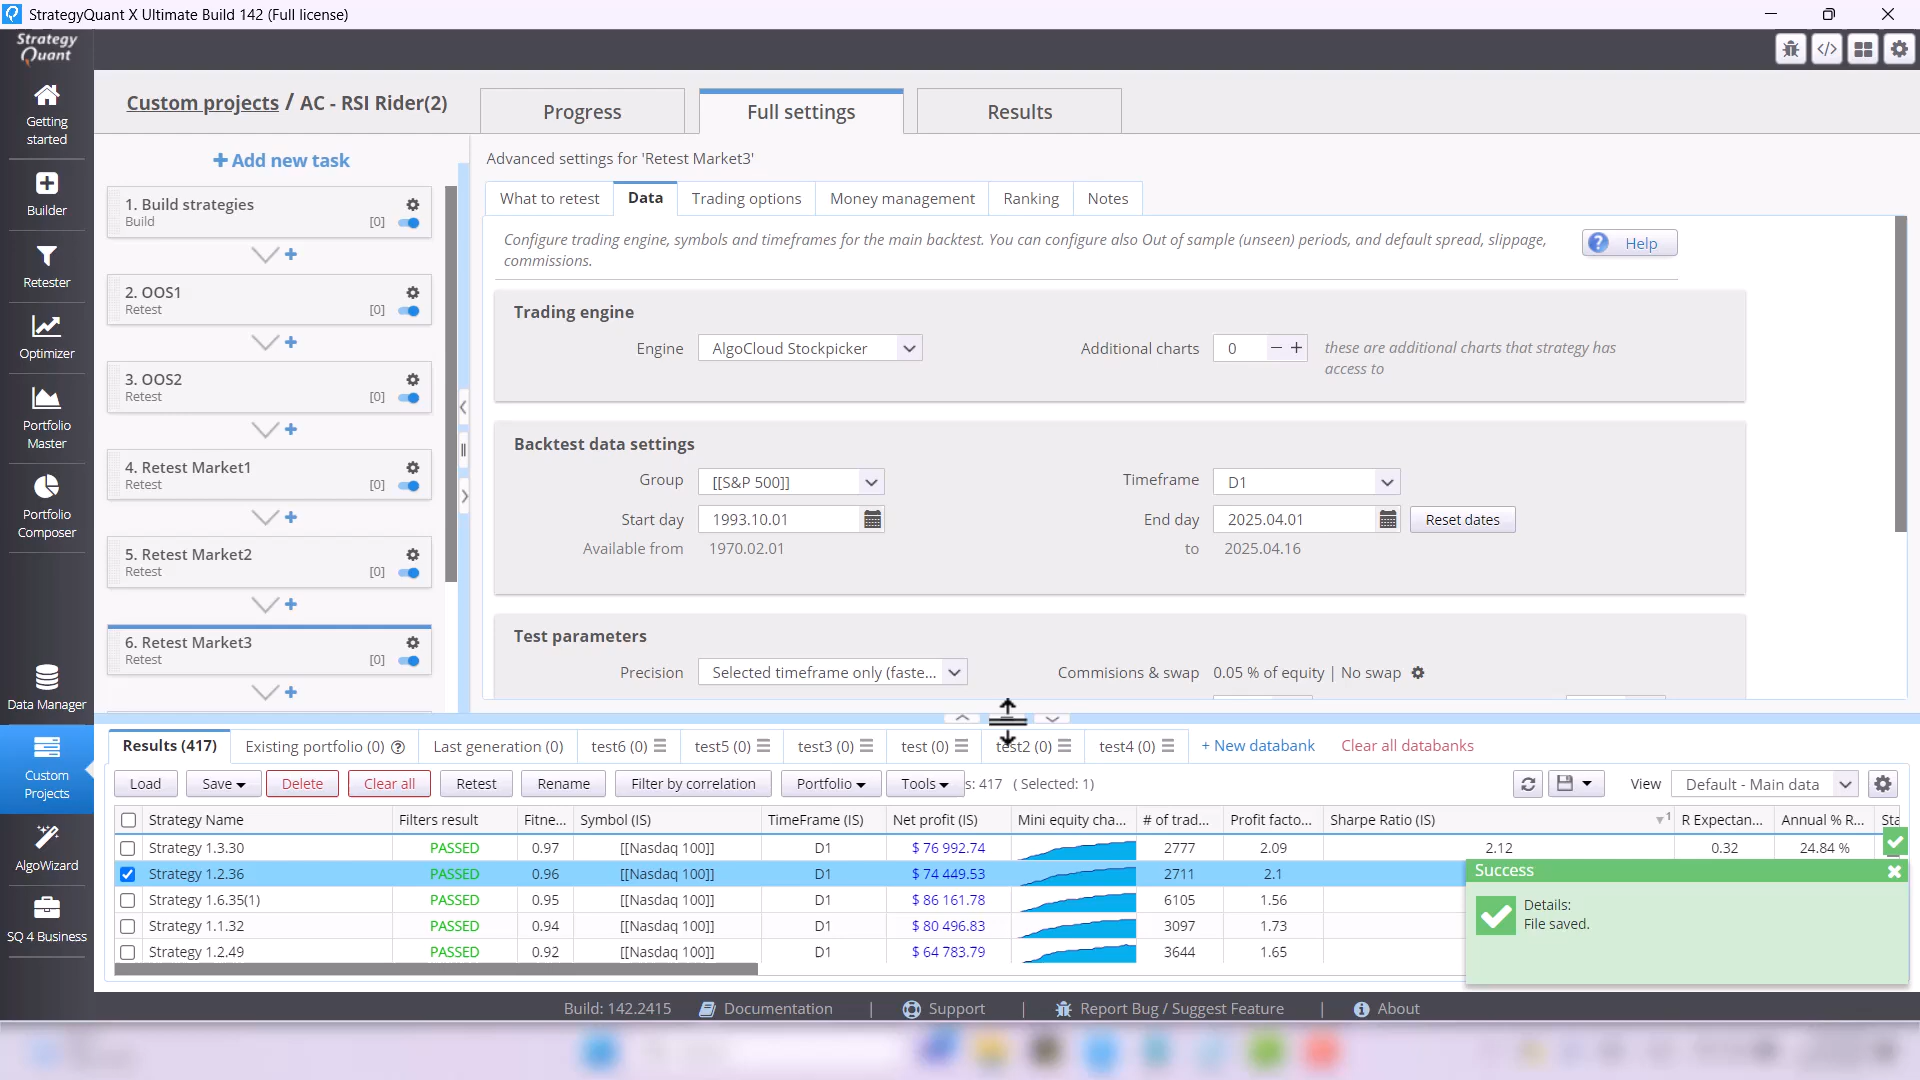 StrategyQuant X Ultimate Build 142 (Full license)
Strategy
Quant
Custom projects / AC - RSI Rider(2)
Progress
Full settings
Results
Getting
started
Builder
Retester
Optimizer
Portfolio
Master
Portfolio
Composer
Data Manager
Custom
Projects
AlgoWizard
SQ 4 Business
+ Add new task
1. Build strategies
Build [0]
2. OOS1
Retest [0]
3. OOS2
Retest [0]
4. Retest Market1
Retest [0]
5. Retest Market2
Retest [0]
6. Retest Market3
Retest [0]
Advanced settings for 'Retest Market3'
What to retest Data Trading options Money management Ranking Notes
Configure trading engine, symbols and timeframes for the main backtest. You can configure also Out of sample (unseen) periods, and default spread, slippage,
commissions.
? Help
Trading engine
Engine AlgoCloud Stockpicker Additional charts 0 − + these are additional charts that strategy has
access to
Backtest data settings
Group [[S&P 500]] Timeframe D1
Start day 1993.10.01 End day 2025.04.01 Reset dates
Available from 1970.02.01 to 2025.04.16
Test parameters
Precision Selected timeframe only (faste... Commisions & swap 0.05 % of equity | No swap
Results (417) Existing portfolio (0) ? Last generation (0) test6 (0) test5 (0) test3 (0) test (0) test2 (0) test4 (0) + New databank Clear all databanks
Load Save Delete Clear all Retest Rename Filter by correlation Portfolio Tools s: 417 ( Selected: 1) View Default - Main data
Strategy Name Filters result Fitne... Symbol (IS) TimeFrame (IS) Net profit (IS) Mini equity cha... # of trad... Profit facto... Sharpe Ratio (IS) 1 R Expectan... Annual % R... Sta
Strategy 1.3.30 PASSED 0.97 [[Nasdaq 100]] D1 $ 76 992.74 2777 2.09 2.12 0.32 24.84 %
Strategy 1.2.36 PASSED 0.96 [[Nasdaq 100]] D1 $ 74 449.53 2711 2.1
Strategy 1.6.35(1) PASSED 0.95 [[Nasdaq 100]] D1 $ 86 161.78 6105 1.56
Strategy 1.1.32 PASSED 0.94 [[Nasdaq 100]] D1 $ 80 496.83 3097 1.73
Strategy 1.2.49 PASSED 0.92 [[Nasdaq 100]] D1 $ 64 783.79 3644 1.65
Success
Details:
File saved.
Build: 142.2415 Documentation | Support | Report Bug / Suggest Feature | About